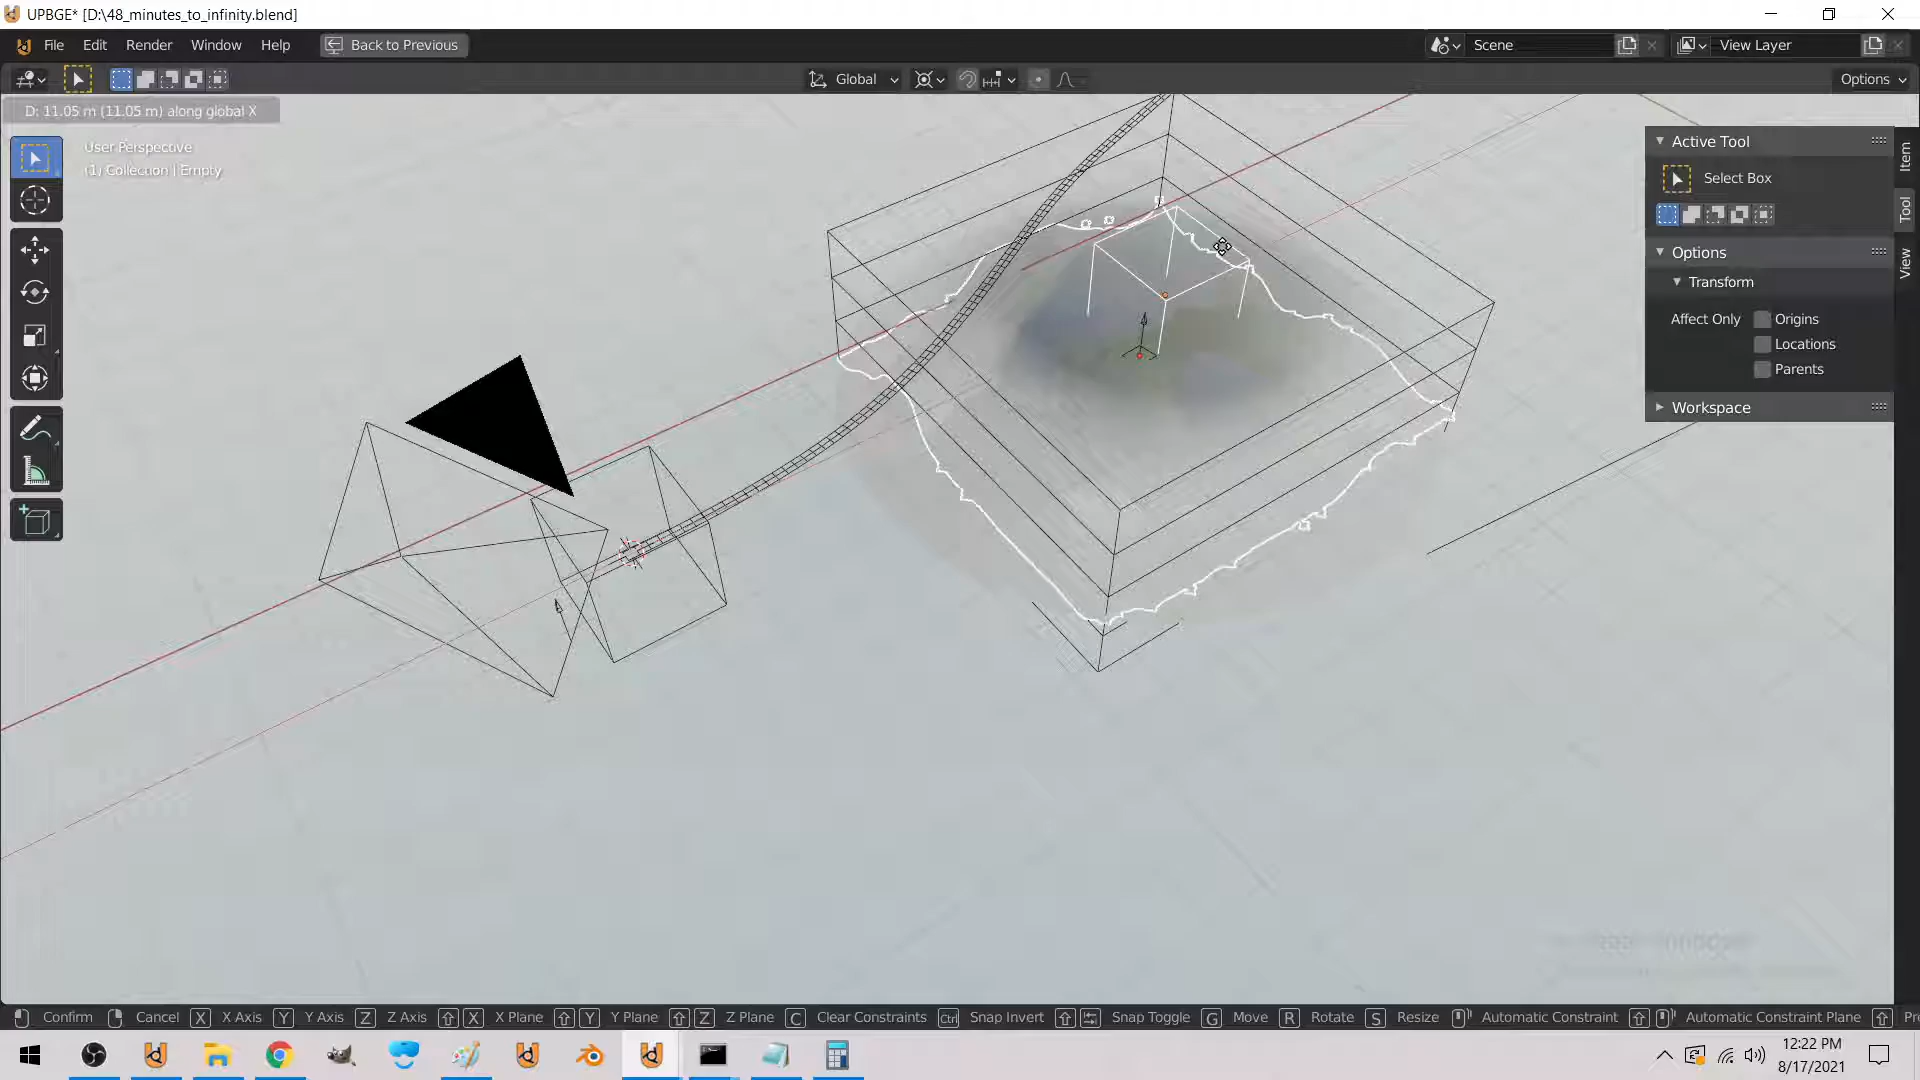 UPBGE* [D:\48_minutes_to_infinity.blend]
File Edit Render Window Help Back to Previous Scene View Layer
Global Options
D: 11.05 m (11.05 m) along global X
User Perspective
(1) Collection | Empty
Active Tool
Select Box
Options
Transform
Affect Only Origins
Locations
Parents
Workspace
Item
Tool
View
Confirm Cancel X X Axis Y Y Axis Z Z Axis X X Plane Y Y Plane Z Z Plane C Clear Constraints Ctrl Snap Invert Snap Toggle G Move R Rotate S Resize Automatic Constraint Automatic Constraint Plane
12:22 PM
8/17/2021